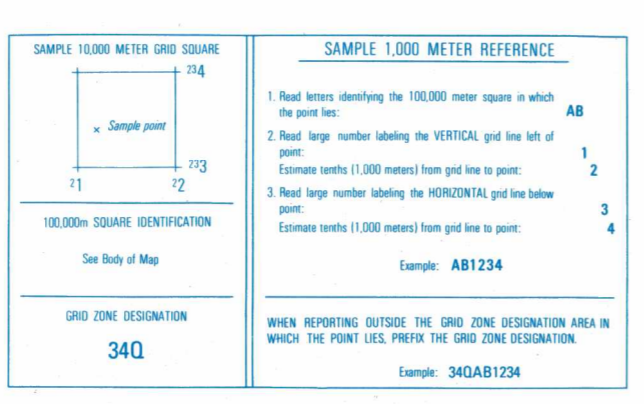 SAMPLE 10,000 METER GRID SQUARE
²³4
× Sample point
²³3
²1 ²2
100,000m SQUARE IDENTIFICATION
See Body of Map
GRID ZONE DESIGNATION
34Q
SAMPLE 1,000 METER REFERENCE
1. Read letters identifying the 100,000 meter square in which
the point lies: AB
2. Read large number labeling the VERTICAL grid line left of
point: 1
Estimate tenths (1,000 meters) from grid line to point: 2
3. Read large number labeling the HORIZONTAL grid line below
point: 3
Estimate tenths (1,000 meters) from grid line to point: 4
Example: AB1234
WHEN REPORTING OUTSIDE THE GRID ZONE DESIGNATION AREA IN
WHICH THE POINT LIES, PREFIX THE GRID ZONE DESIGNATION.
Example: 34QAB1234